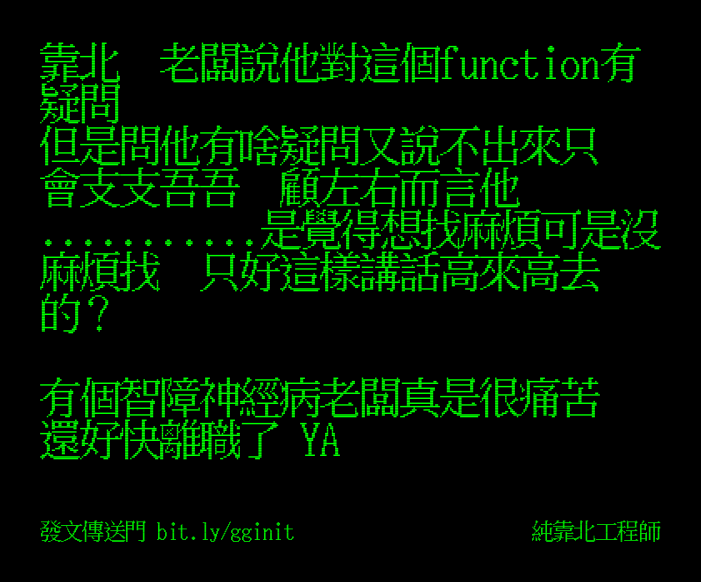 靠北　老闆說他對這個function有
疑問
但是問他有啥疑問又說不出來只
會支支吾吾　顧左右而言他
...........是覺得想找麻煩可是沒
麻煩找　只好這樣講話高來高去
的？
有個智障神經病老闆真是很痛苦
還好快離職了 YA
發文傳送門 bit.ly/gginit
純靠北工程師